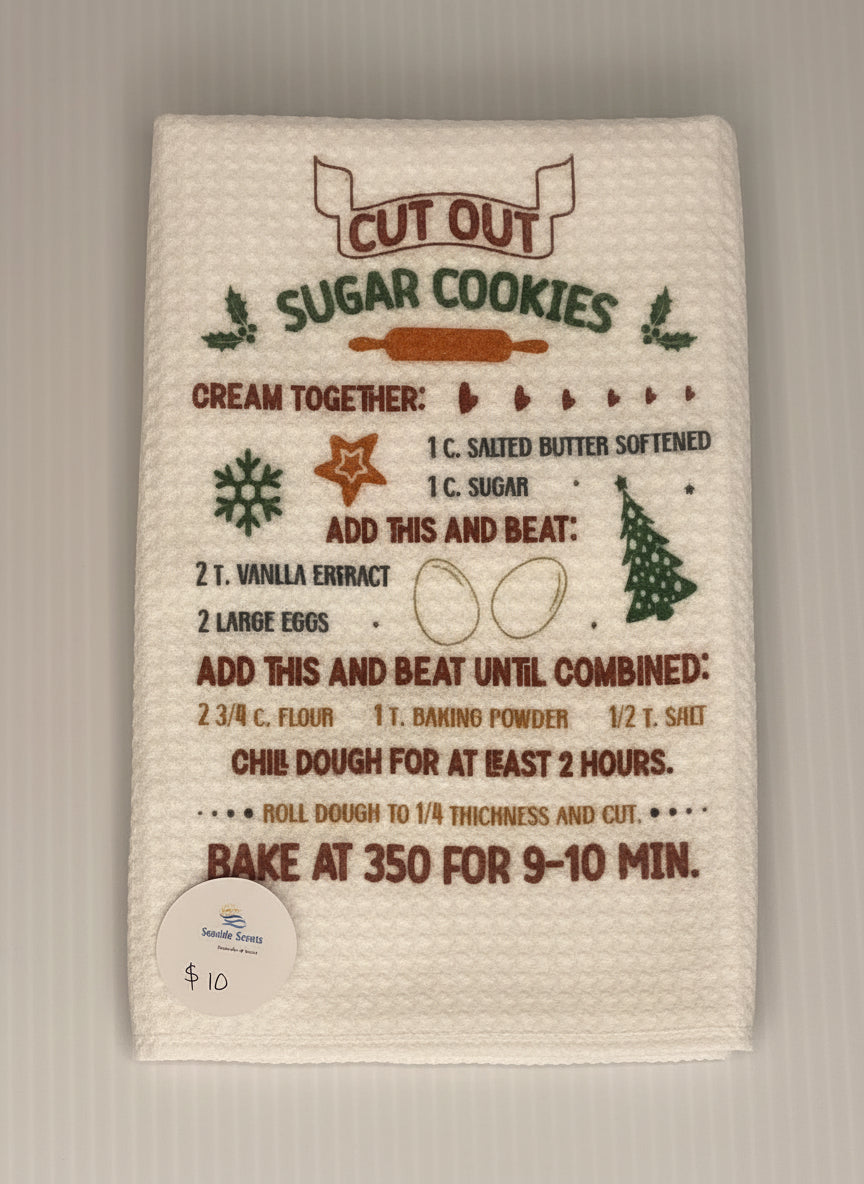 CUT OUT
SUGAR COOKIES
CREAM TOGETHER:
1 C. SALTED BUTTER SOFTENED
1 C. SUGAR
ADD THIS AND BEAT:
2 T. VANLLA ERTRACT
2 LARGE EGGS
ADD THIS AND BEAT UNTIL COMBINED:
2 3/4 C. FLOUR 1 T. BAKING POWDER 1/2 T. SALT
CHILL DOUGH FOR AT LEAST 2 HOURS.
ROLL DOUGH TO 1/4 THICHNESS AND CUT.
BAKE AT 350 FOR 9-10 MIN.
Seaside Scents
$ 10